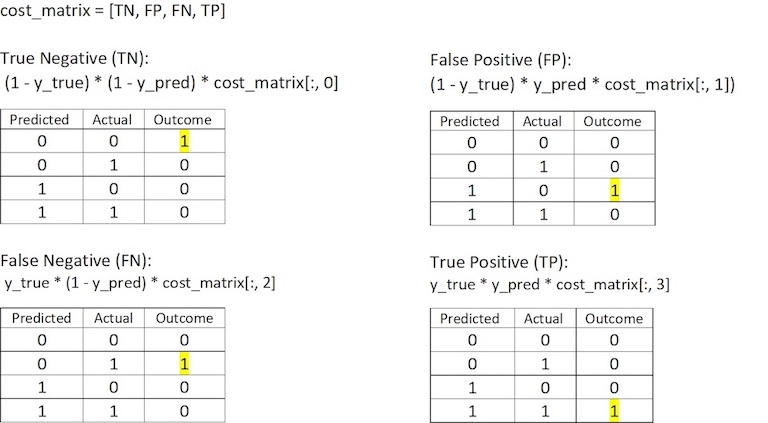 cost_matrix = [TN, FP, FN, TP]
True Negative (TN):
(1 - y_true) * (1 - y_pred) * cost_matrix[:, 0]
Predicted Actual Outcome
0 0 1
0 1 0
1 0 0
1 1 0
False Positive (FP):
(1 - y_true) * y_pred * cost_matrix[:, 1])
Predicted Actual Outcome
0 0 0
0 1 0
1 0 1
1 1 0
False Negative (FN):
y_true * (1 - y_pred) * cost_matrix[:, 2]
Predicted Actual Outcome
0 0 0
0 1 1
1 0 0
1 1 0
True Positive (TP):
y_true * y_pred * cost_matrix[:, 3]
Predicted Actual Outcome
0 0 0
0 1 0
1 0 0
1 1 1